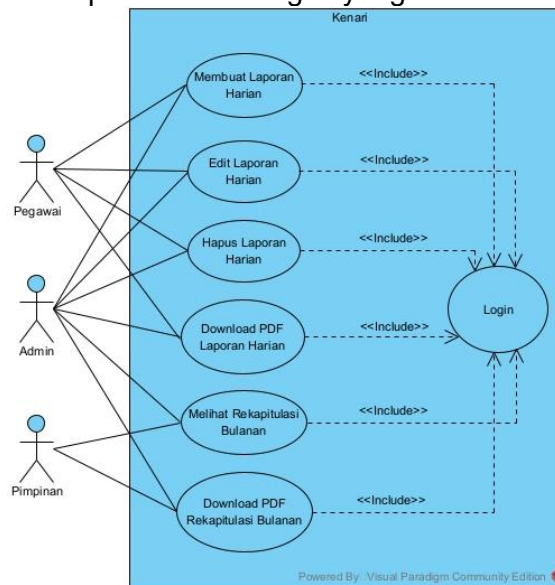 Kenari
Membuat Laporan
Harian
<<Include>>
Edit Laporan
Harian
<<Include>>
Pegawai
Hapus Laporan
Harian
<<Include>>
Login
Admin
Download PDF
Laporan Harian
<<Include>>
Melihat Rekapitulasi
Bulanan
<<Include>>
Pimpinan
Download PDF
Rekapitulasi Bulanan
<<Include>>
Powered By: Visual Paradigm Community Edition